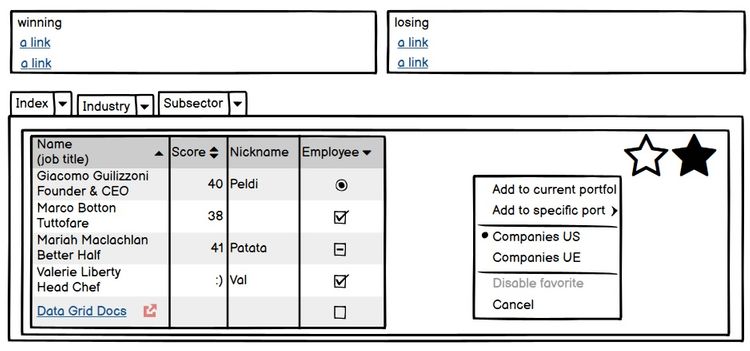 winning
a link
a link
losing
a link
a link
Index
Industry
Subsector
Name
(job title)
Score
Nickname
Employee
Giacomo Guilizzoni
Founder & CEO
40
Peldi
Marco Botton
Tuttofare
38
Mariah Maclachlan
Better Half
41
Patata
Valerie Liberty
Head Chef
:)
Val
Data Grid Docs
Add to current portfol
Add to specific port
Companies US
Companies UE
Disable favorite
Cancel